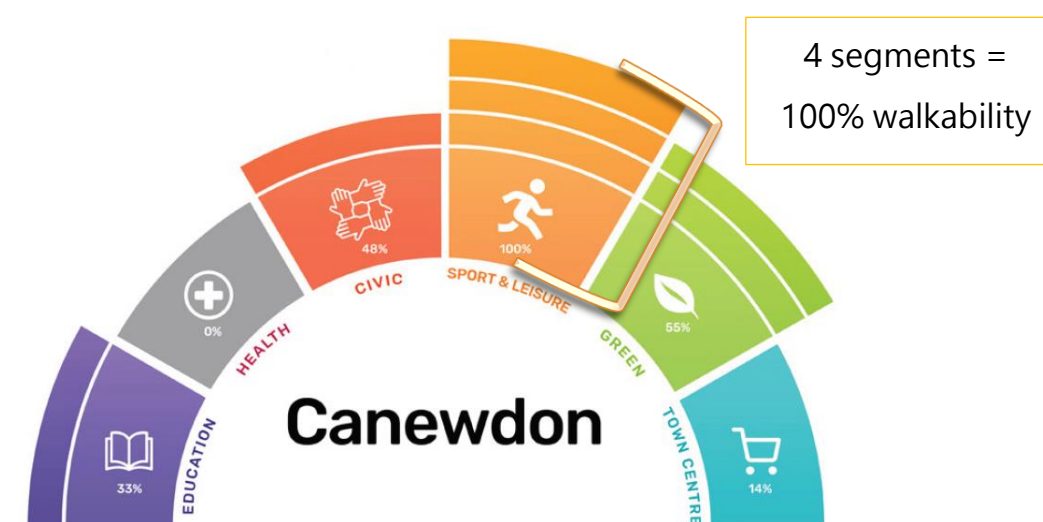 4 segments =
100% walkability
33%
EDUCATION
0%
HEALTH
48%
CIVIC
100%
SPORT & LEISURE
55%
GREEN
14%
TOWN CENTRE
Canewdon